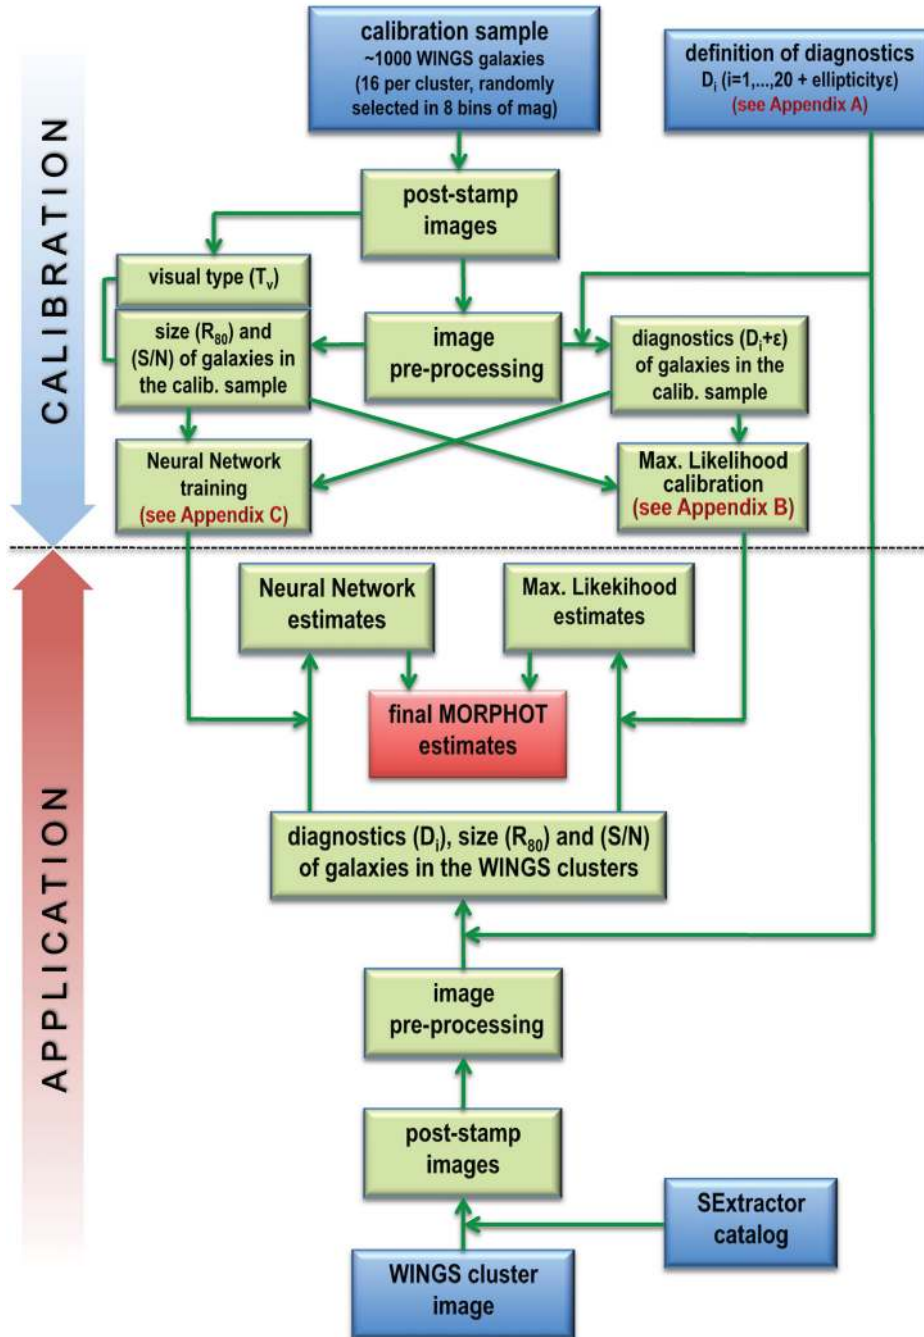 calibration sample
~1000 WINGS galaxies
(16 per cluster, randomly
selected in 8 bins of mag)
definition of diagnostics
Dᵢ (i=1,...,20 + ellipticityε)
(see Appendix A)
CALIBRATION
post-stamp
images
visual type (Tᵥ)
size (R₈₀) and
(S/N) of galaxies in
the calib. sample
image
pre-processing
diagnostics (Dᵢ+ε)
of galaxies in the
calib. sample
Neural Network
training
(see Appendix C)
Max. Likelihood
calibration
(see Appendix B)
APPLICATION
Neural Network
estimates
Max. Likekihood
estimates
final MORPHOT
estimates
diagnostics (Dᵢ), size (R₈₀) and (S/N)
of galaxies in the WINGS clusters
image
pre-processing
post-stamp
images
SExtractor
catalog
WINGS cluster
image